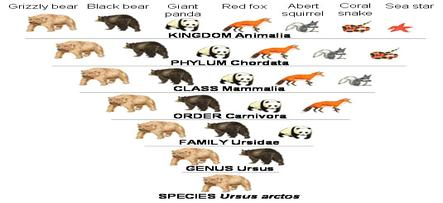 Grizzly bear Black bear Giant panda Red fox Abert squirrel Coral snake Sea star
KINGDOM Animalia
PHYLUM Chordata
CLASS Mammalia
ORDER Carnivora
FAMILY Ursidae
GENUS Ursus
SPECIES Ursus arctos